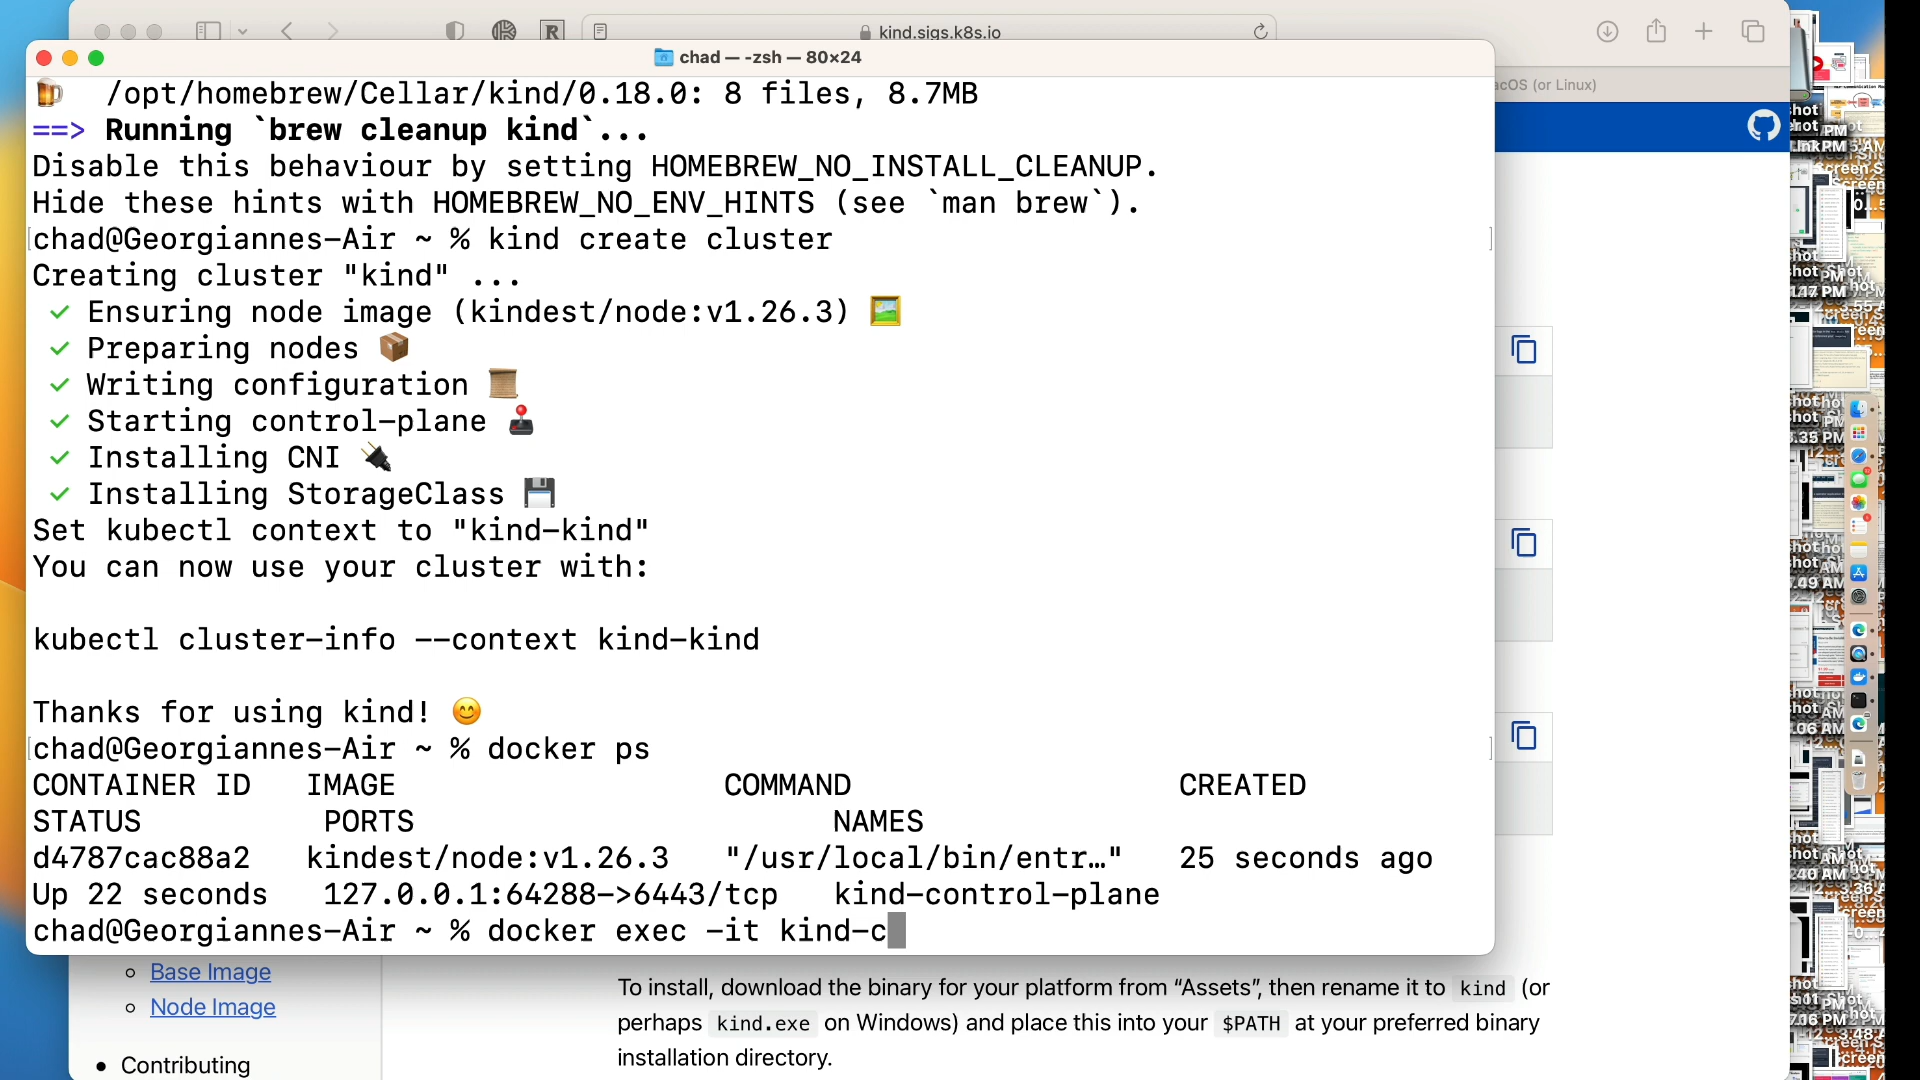 kind.sigs.k8s.io
chad — -zsh — 80×24
acOS (or Linux)
/opt/homebrew/Cellar/kind/0.18.0: 8 files, 8.7MB
==> Running `brew cleanup kind`...
Disable this behaviour by setting HOMEBREW_NO_INSTALL_CLEANUP.
Hide these hints with HOMEBREW_NO_ENV_HINTS (see `man brew`).
[chad@Georgiannes-Air ~ % kind create cluster ]
Creating cluster "kind" ...
✓ Ensuring node image (kindest/node:v1.26.3) 🖼
✓ Preparing nodes 📦
✓ Writing configuration 📜
✓ Starting control-plane 🕹
✓ Installing CNI 🔌
✓ Installing StorageClass 💾
Set kubectl context to "kind-kind"
You can now use your cluster with:
kubectl cluster-info --context kind-kind
Thanks for using kind! 😊
[chad@Georgiannes-Air ~ % docker ps ]
CONTAINER ID IMAGE COMMAND CREATED
STATUS PORTS NAMES
d4787cac88a2 kindest/node:v1.26.3 "/usr/local/bin/entr…" 25 seconds ago
Up 22 seconds 127.0.0.1:64288->6443/tcp kind-control-plane
chad@Georgiannes-Air ~ % docker exec -it kind-c
Base Image
Node Image
Contributing
To install, download the binary for your platform from “Assets”, then rename it to kind (or
perhaps kind.exe on Windows) and place this into your $PATH at your preferred binary
installation directory.